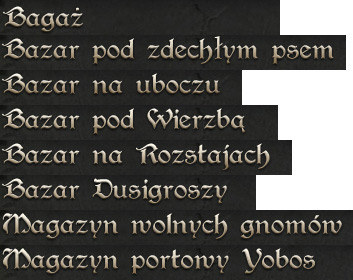 Bagaż
Bazar pod zdechłym psem
Bazar na uboczu
Bazar pod Wierzbą
Bazar na Rozstajach
Bazar Dusigroszy
Magazyn wolnych gnomów
Magazyn portowy Vobos